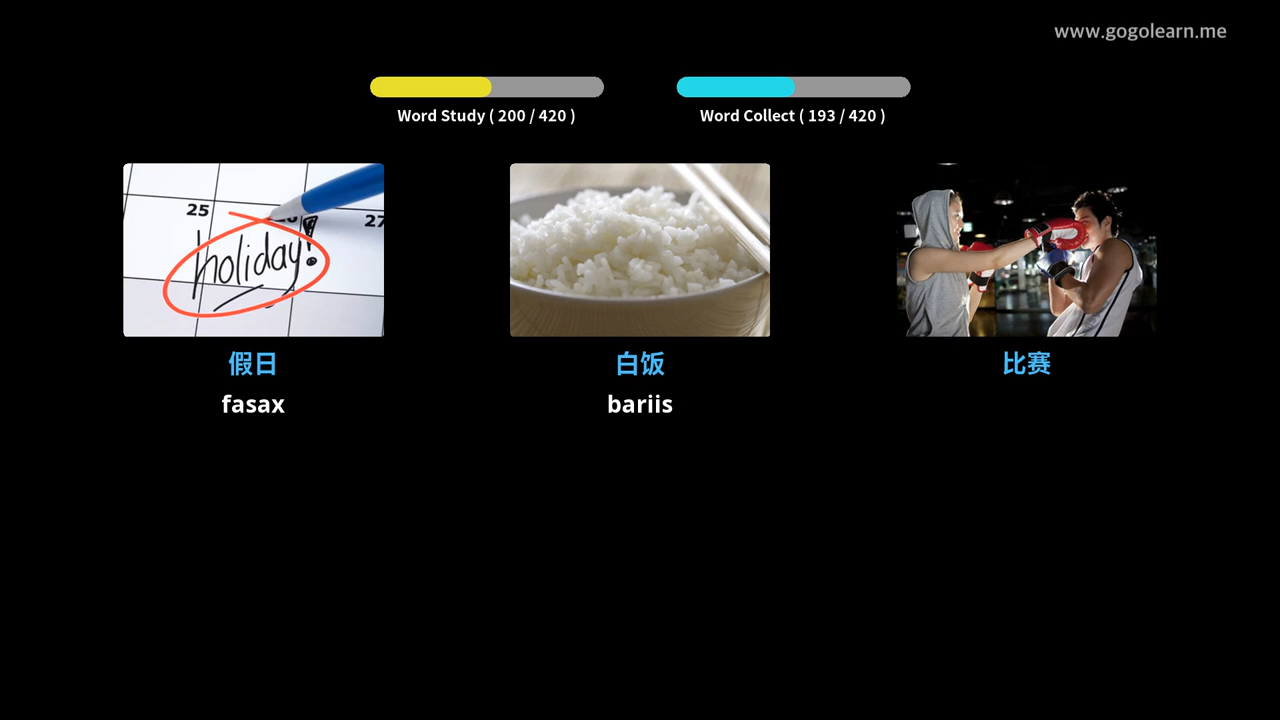 www.gogolearn.me
Word Study ( 200 / 420 )
Word Collect ( 193 / 420 )
25
27
holiday!
假日
白饭
比赛
fasax
bariis